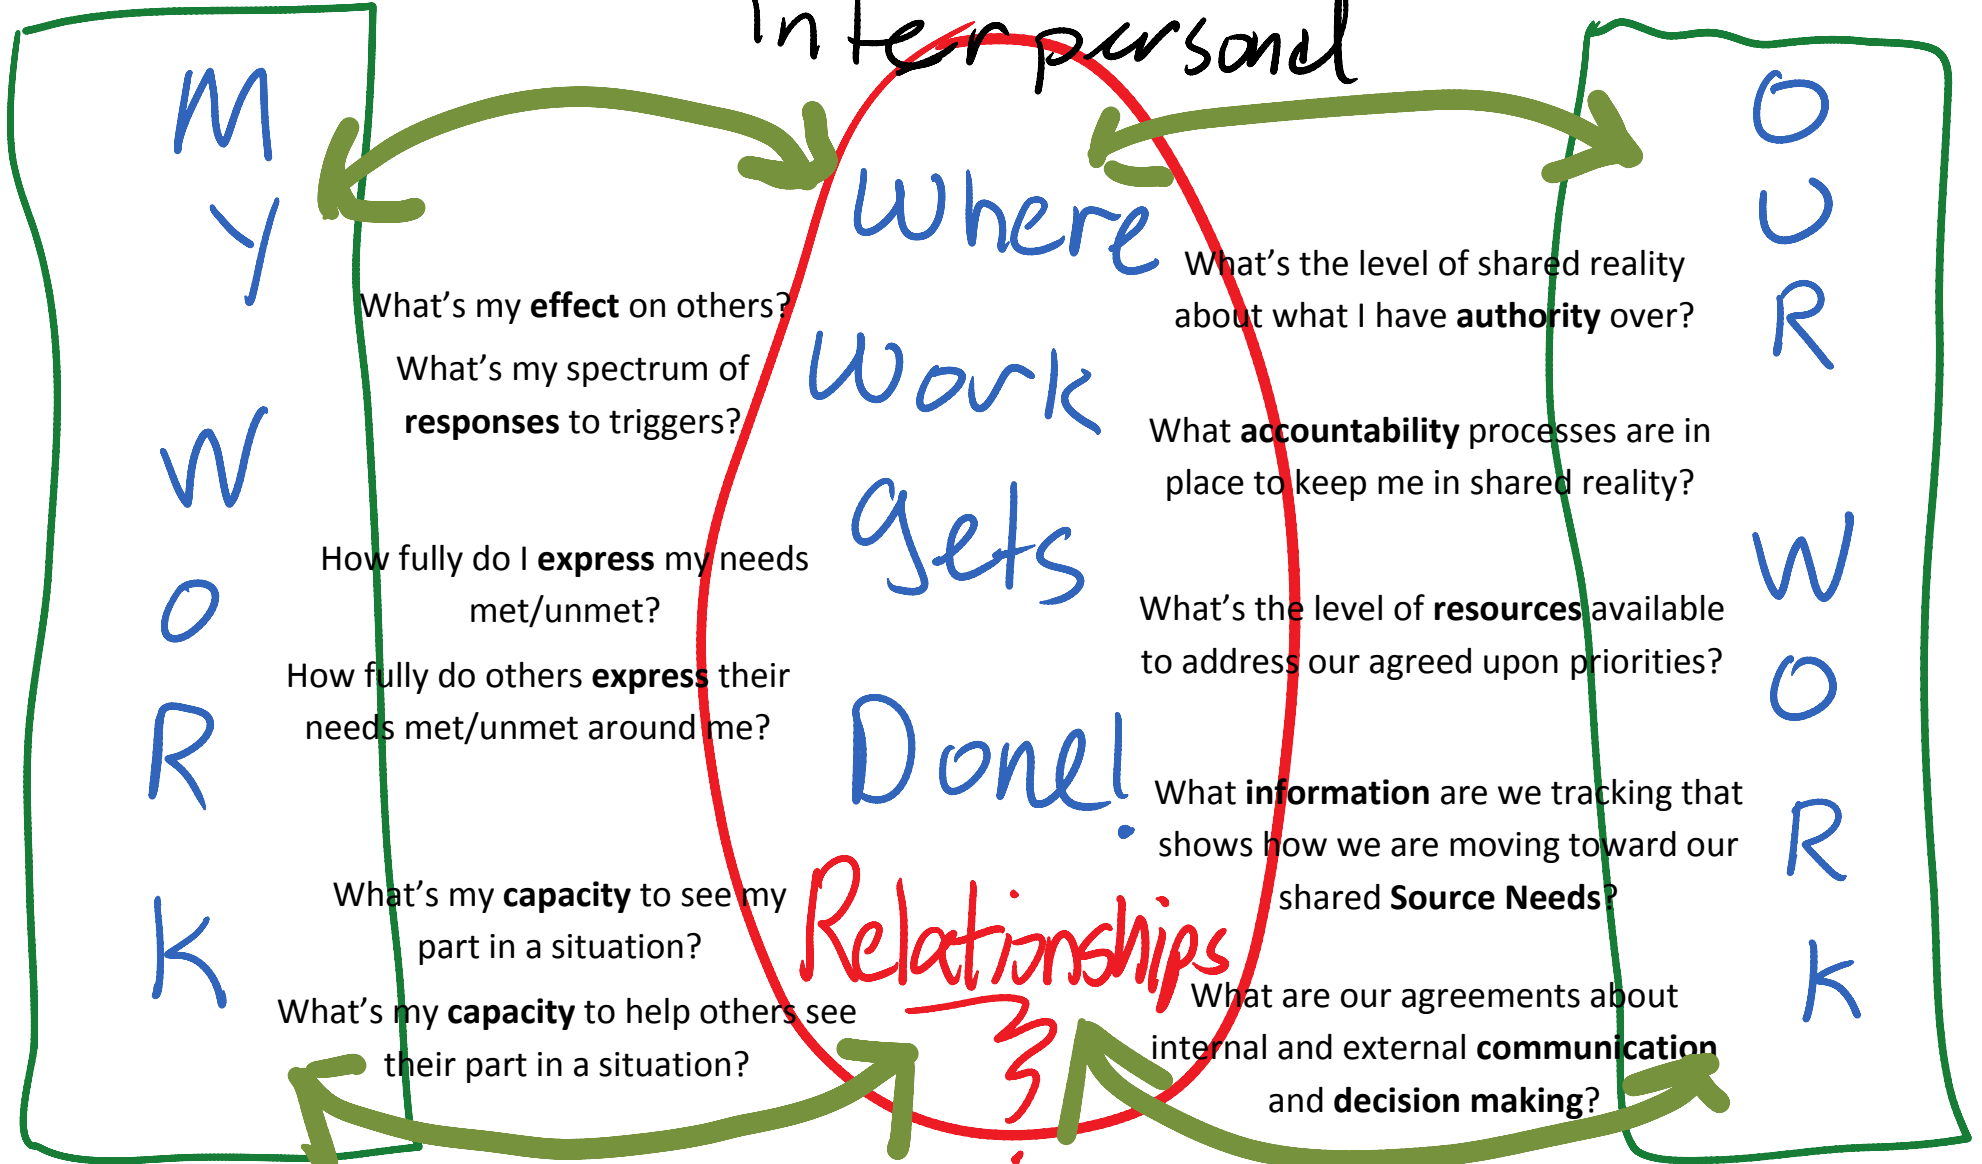 Interpersonal
MY WORK
What's my effect on others?
What's my spectrum of
responses to triggers?
How fully do I express my needs
met/unmet?
How fully do others express their
needs met/unmet around me?
What's my capacity to see my
part in a situation?
What's my capacity to help others see
their part in a situation?
Where
Work
gets
Done!
Relationships
What's the level of shared reality
about what I have authority over?
What accountability processes are in
place to keep me in shared reality?
What's the level of resources available
to address our agreed upon priorities?
What information are we tracking that
shows how we are moving toward our
shared Source Needs?
What are our agreements about
internal and external communication
and decision making?
OUR WORK